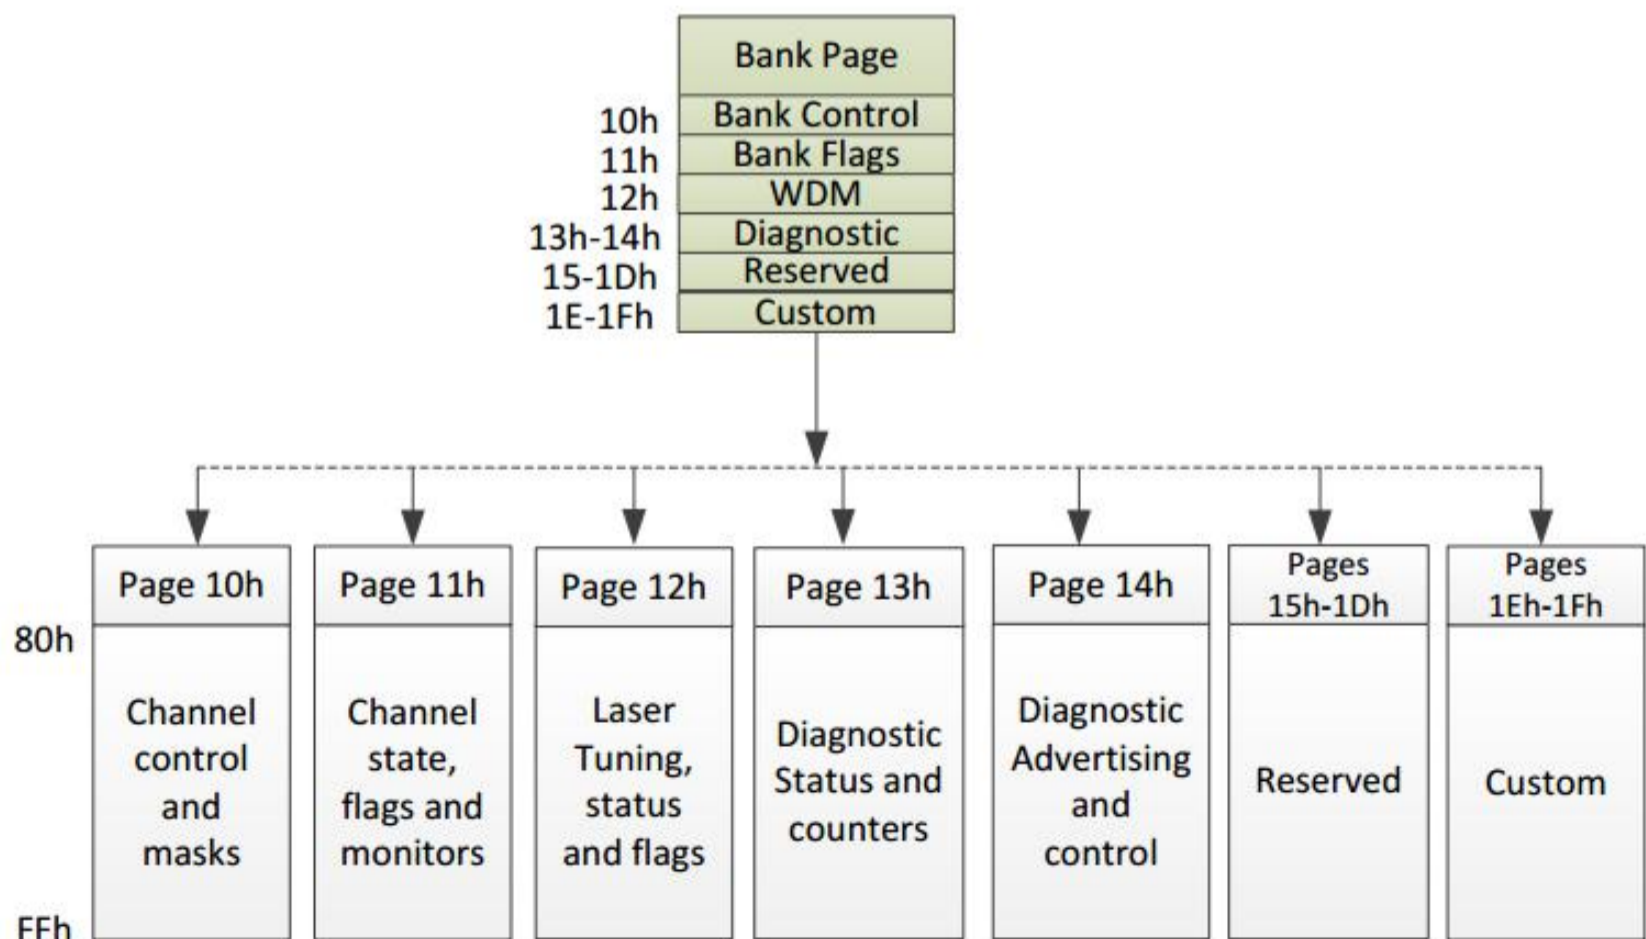 Bank Page
10h Bank Control
11h Bank Flags
12h WDM
13h-14h Diagnostic
15-1Dh Reserved
1E-1Fh Custom
Page 10h
Page 11h
Page 12h
Page 13h
Page 14h
Pages
15h-1Dh
Pages
1Eh-1Fh
80h
Channel
control
and
masks
Channel
state,
flags and
monitors
Laser
Tuning,
status
and flags
Diagnostic
Status and
counters
Diagnostic
Advertising
and
control
Reserved
Custom
FFh